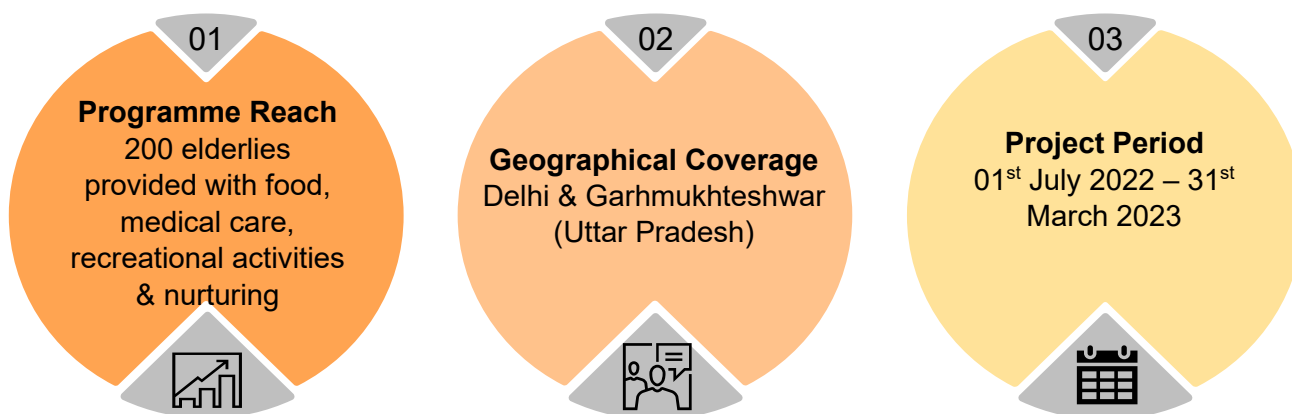 01
Programme Reach
200 elderlies
provided with food,
medical care,
recreational activities
& nurturing
02
Geographical Coverage
Delhi & Garhmukhteshwar
(Uttar Pradesh)
03
Project Period
01st July 2022 – 31st
March 2023